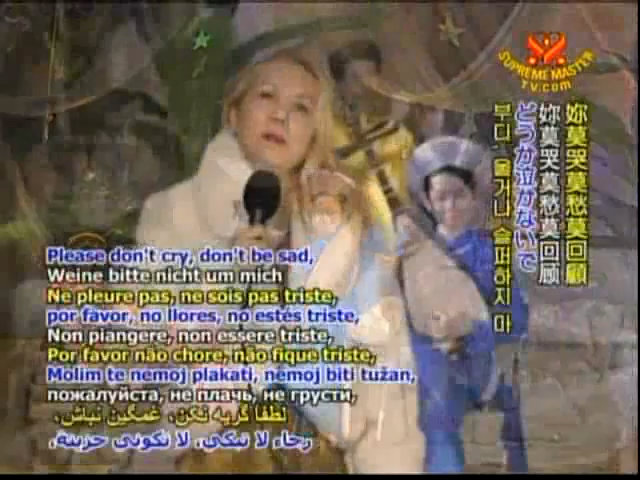 SUPREME MASTER
TV.com
妳莫哭莫愁莫回顧
妳莫哭莫愁莫回顾
どうか泣かないで
부디 울거나 슬퍼하지 마
Please don't cry, don't be sad,
Weine bitte nicht um mich
Ne pleure pas, ne sois pas triste,
por favor, no llores, no estés triste,
Non piangere, non essere triste,
Por favor não chore, não fique triste,
Molim te nemoj plakati, nemoj biti tužan,
пожалуйста, не плачь, не грусти,
لطفا گریه نکن، غمگین نباش،
رجاء لا تبكي، لا تكوني حزينة،